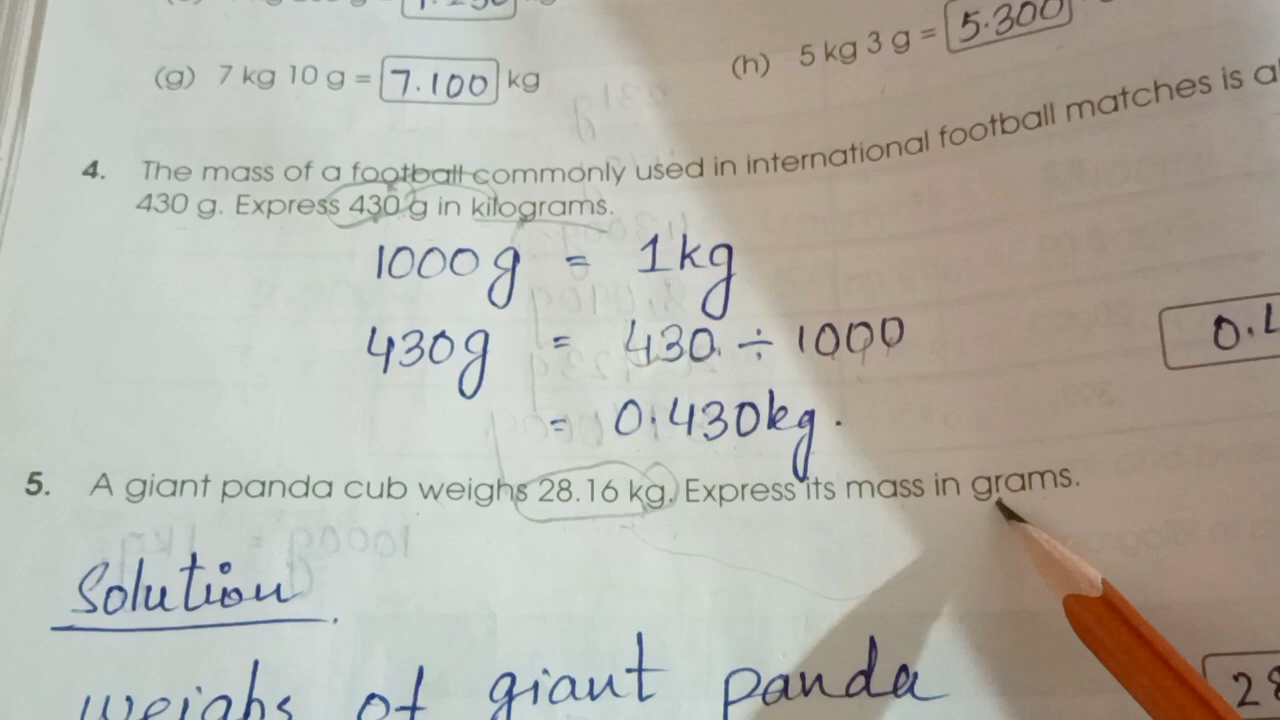 (g) 7 kg 10 g = 7.100 kg
(h) 5 kg 3 g = 5.300
4. The mass of a football commonly used in international football matches is
430 g. Express 430 g in kilograms.
1000g = 1kg
430g = 430 ÷ 1000
= 0.430kg.
5. A giant panda cub weighs 28.16 kg. Express its mass in grams.
Solution
weighs of giant panda
28